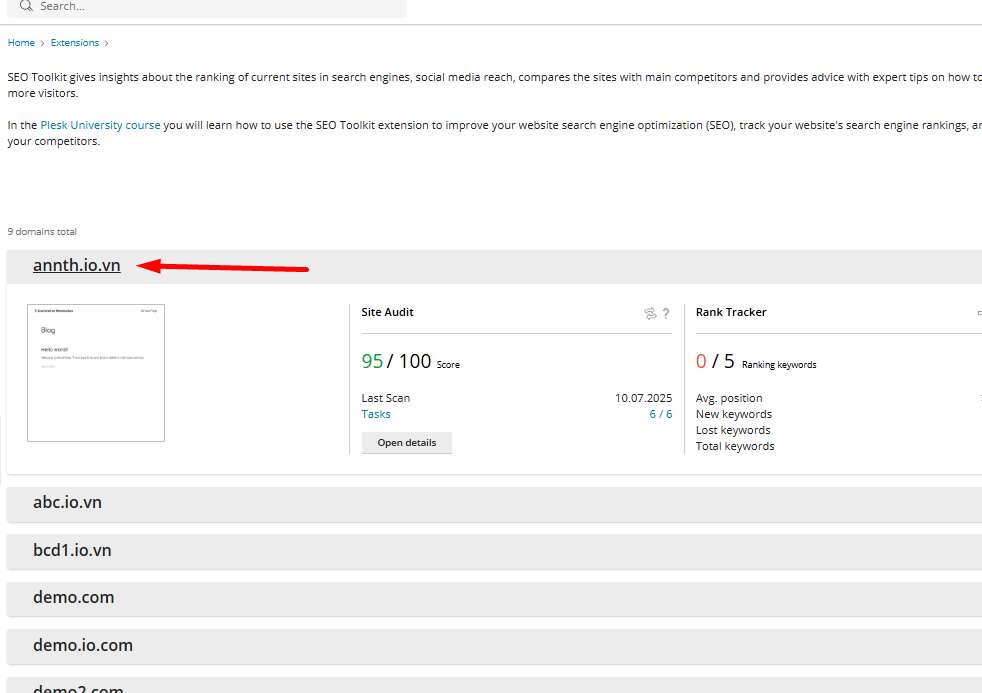 Search...
Home > Extensions >
SEO Toolkit gives insights about the ranking of current sites in search engines, social media reach, compares the sites with main competitors and provides advice with expert tips on how to
more visitors.
In the Plesk University course you will learn how to use the SEO Toolkit extension to improve your website search engine optimization (SEO), track your website's search engine rankings, an
your competitors.
9 domains total
annth.io.vn
Blog
Hello world!
Site Audit ?
Rank Tracker
95 / 100 Score
0 / 5 Ranking keywords
Last Scan 10.07.2025
Tasks 6 / 6
Open details
Avg. position
New keywords
Lost keywords
Total keywords
abc.io.vn
bcd1.io.vn
demo.com
demo.io.com
demo2.com